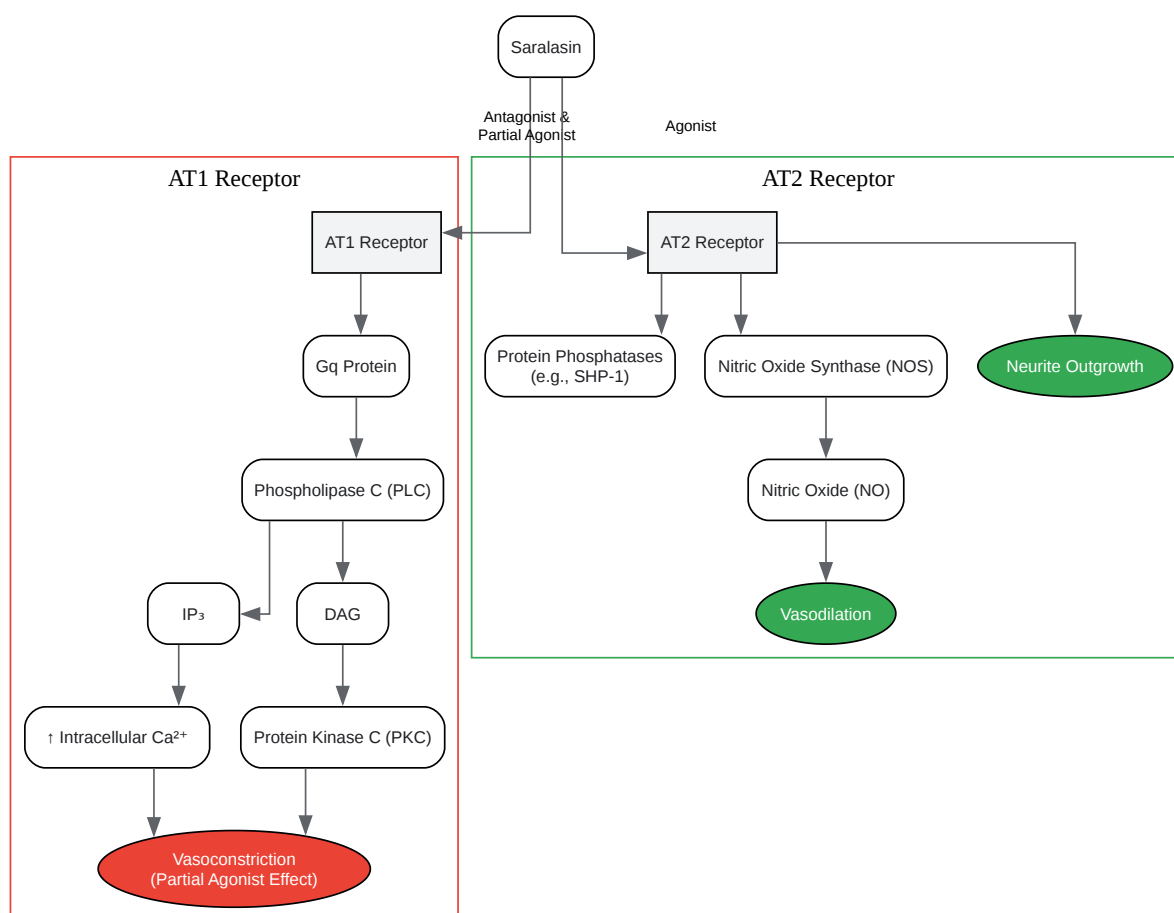 Saralasin
Antagonist &
Partial Agonist
Agonist
AT1 Receptor
AT1 Receptor
Gq Protein
Phospholipase C (PLC)
IP₃
DAG
↑ Intracellular Ca²⁺
Protein Kinase C (PKC)
Vasoconstriction
(Partial Agonist Effect)
AT2 Receptor
AT2 Receptor
Protein Phosphatases
(e.g., SHP-1)
Nitric Oxide Synthase (NOS)
Neurite Outgrowth
Nitric Oxide (NO)
Vasodilation